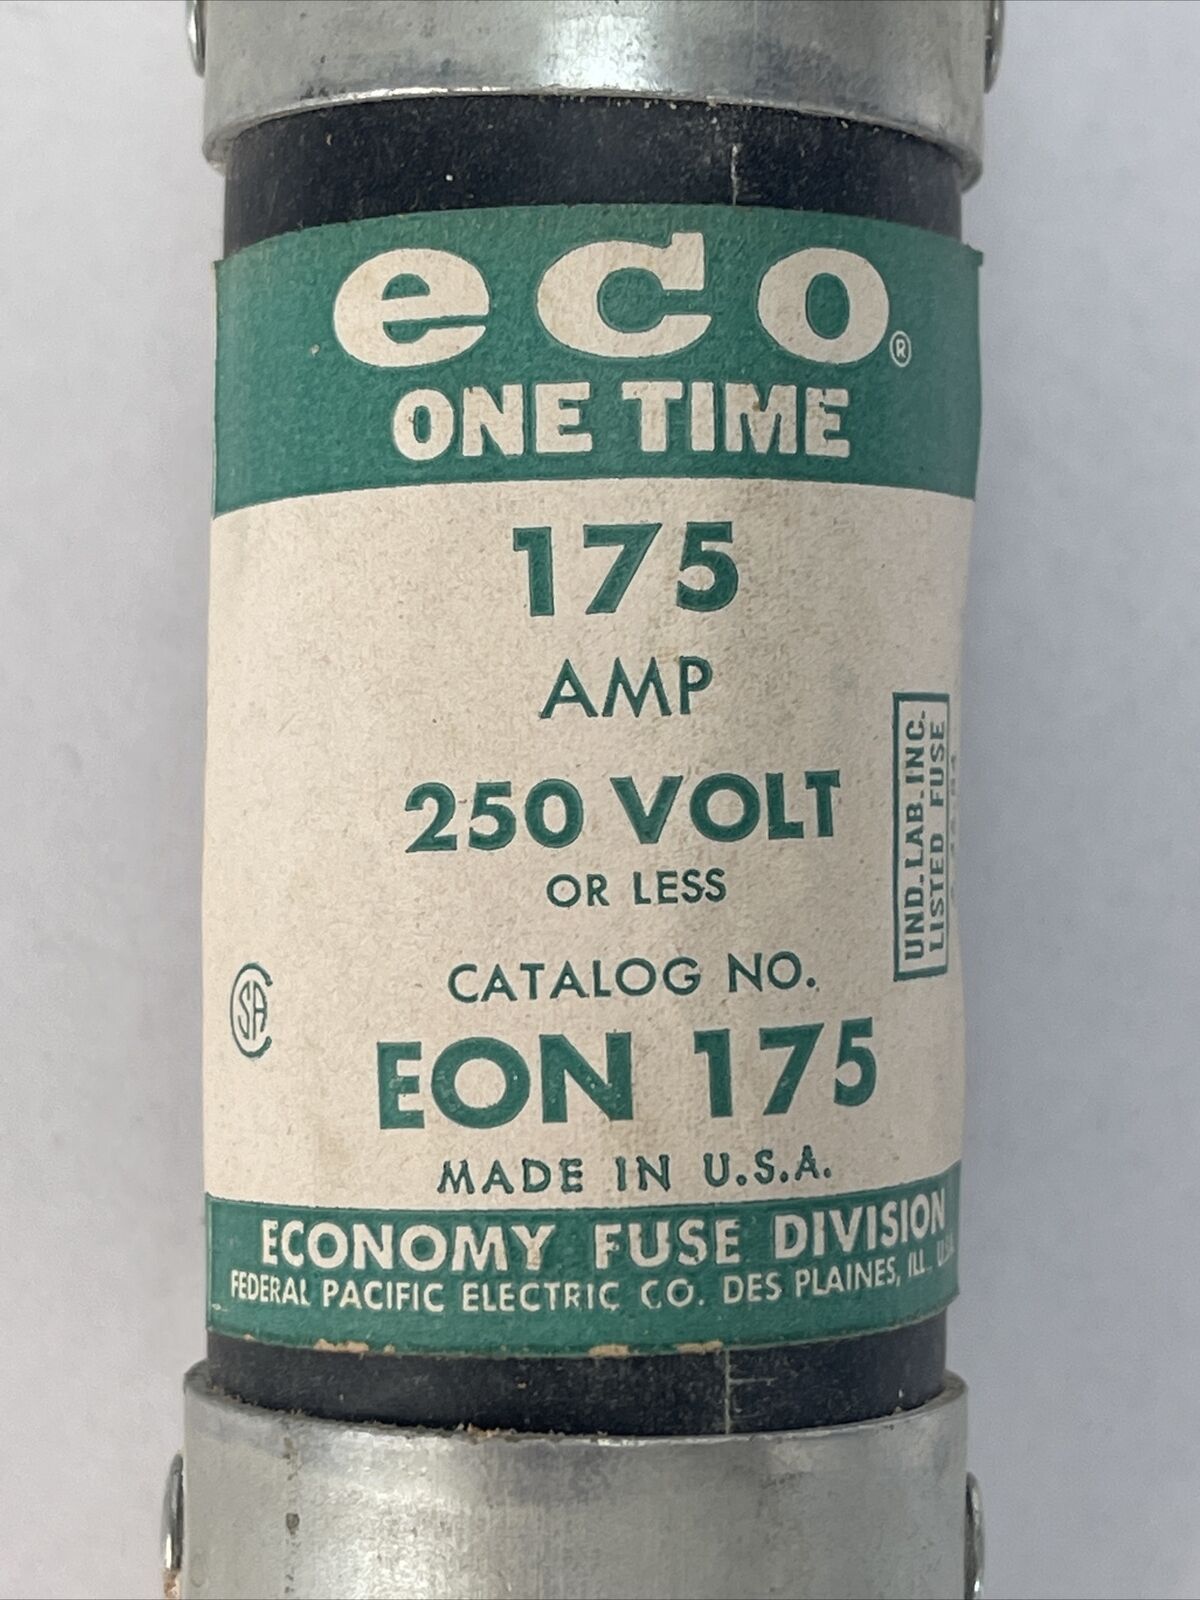 eco®
ONE TIME
175
AMP
250 VOLT
OR LESS
CATALOG NO.
EON 175
MADE IN U.S.A.
ECONOMY FUSE DIVISION
FEDERAL PACIFIC ELECTRIC CO. DES PLAINES, ILL. U.S.A.
UND. LAB. INC.
LISTED FUSE
CSA